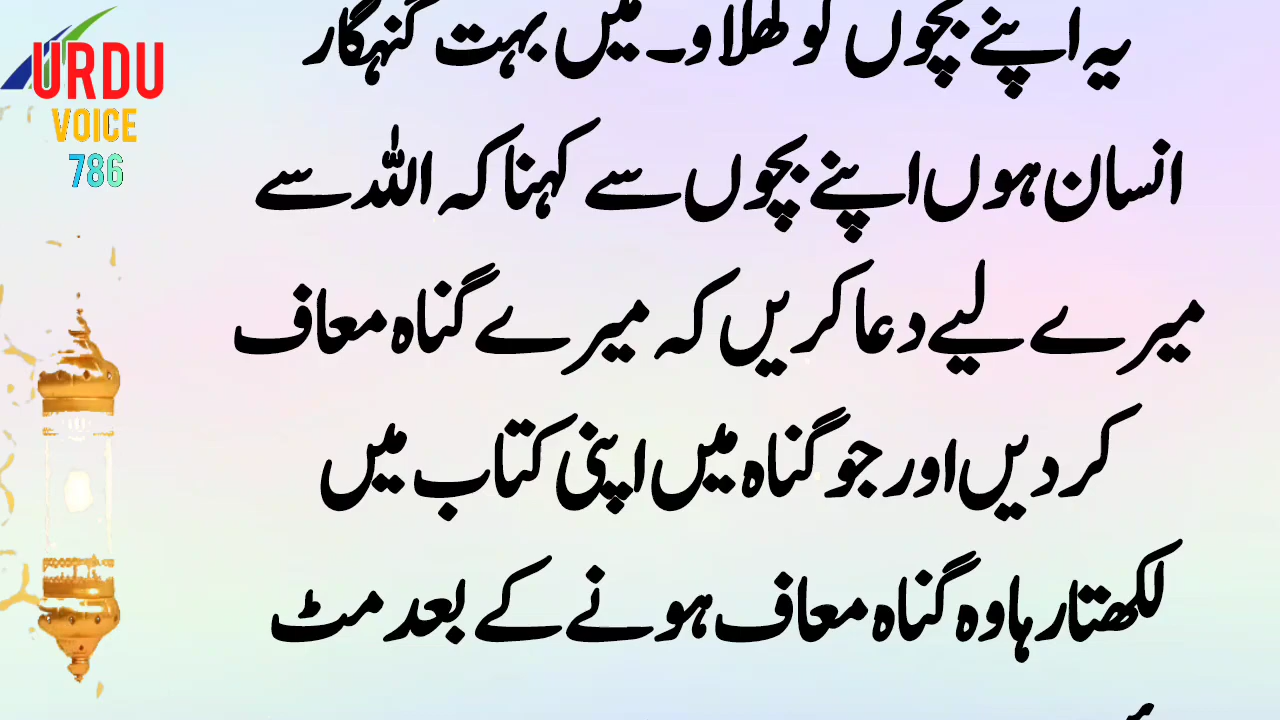 URDU
VOICE
786
یہ اپنے بچوں کو کھلاو۔ میں بہت گنہگار
انسان ہوں اپنے بچوں سے کہنا کہ اللہ سے
میرے لیے دعا کریں کہ میرے گناہ معاف
کر دیں اور جو گناہ میں اپنی کتاب میں
لکھتا رہا وہ گناہ معاف ہونے کے بعد مٹ